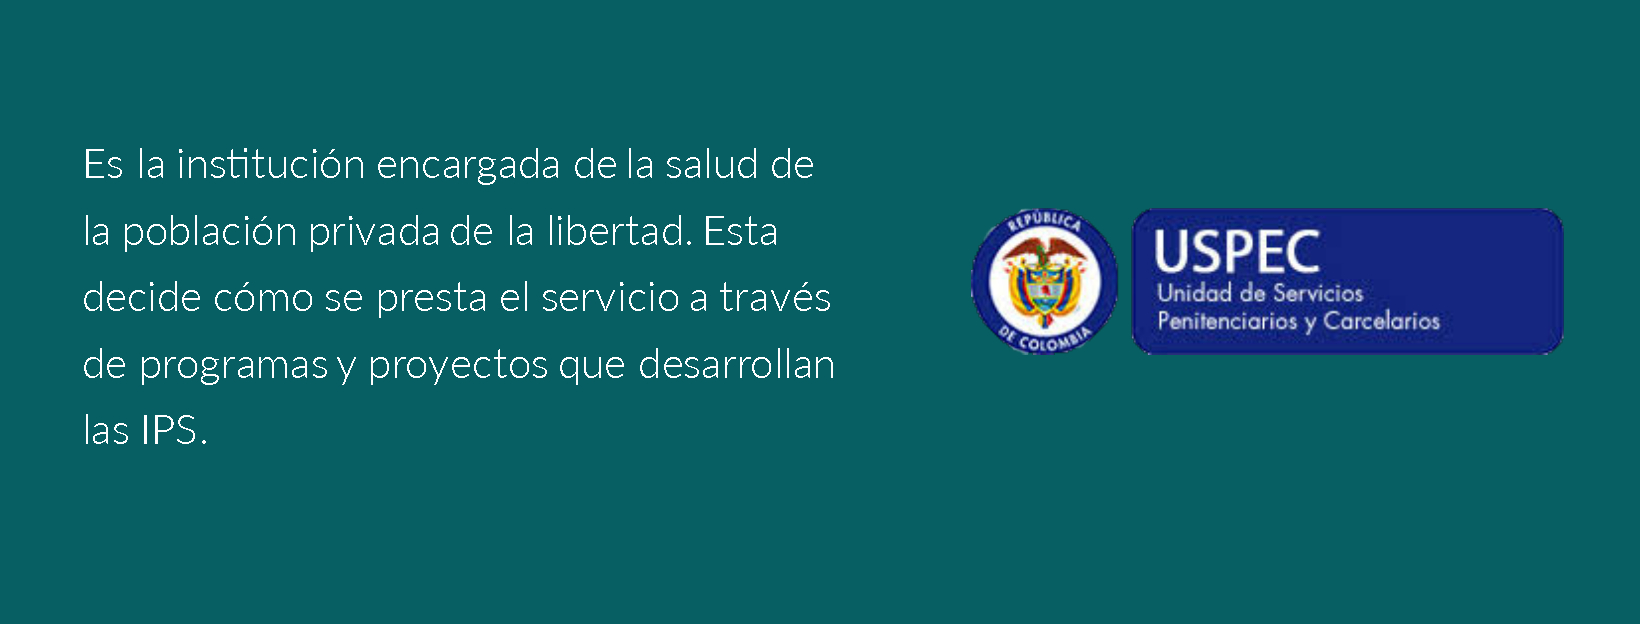 Es la institución encargada de la salud de
la población privada de la libertad. Esta
decide cómo se presta el servicio a través
de programas y proyectos que desarrollan
las IPS.
REPÚBLICA
DE COLOMBIA
USPEC
Unidad de Servicios
Penitenciarios y Carcelarios